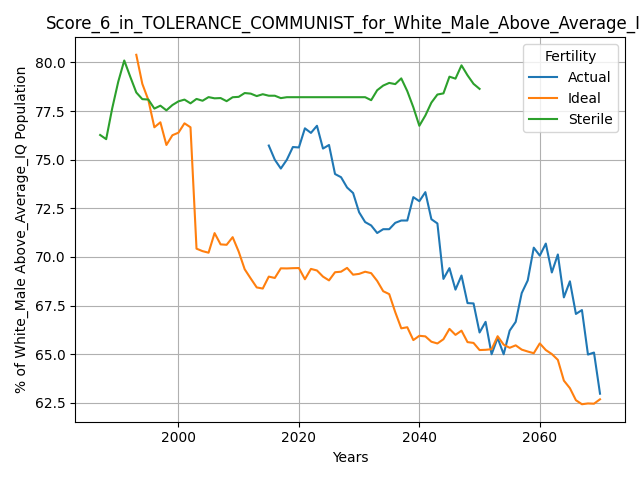 Score_6_in_TOLERANCE_COMMUNIST_for_White_Male_Above_Average_I
% of White_Male Above_Average_IQ Population
80.0
77.5
75.0
72.5
70.0
67.5
65.0
62.5
Fertility
Actual
Ideal
Sterile
2000
2020
2040
2060
Years